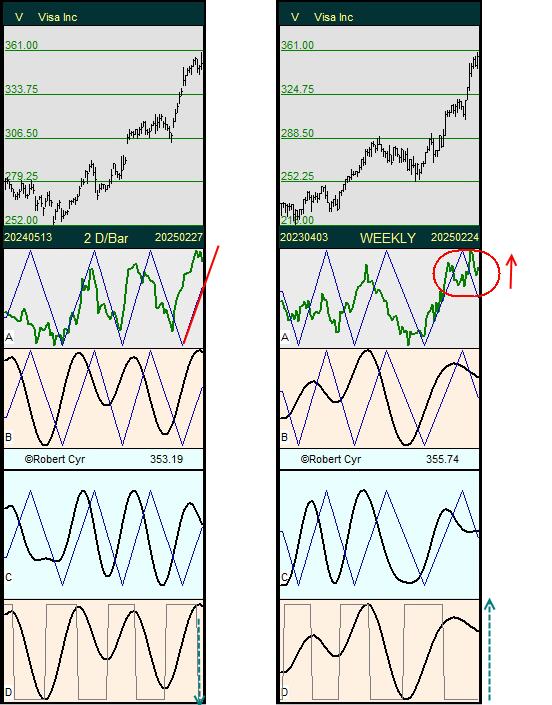 V Visa Inc
361.00
333.75
306.50
279.25
252.00
20240513 2 D/Bar 20250227
A
B
©Robert Cyr 353.19
C
D
V Visa Inc
361.00
324.75
288.50
252.25
20230403 WEEKLY 20250224
A
B
©Robert Cyr 355.74
C
D